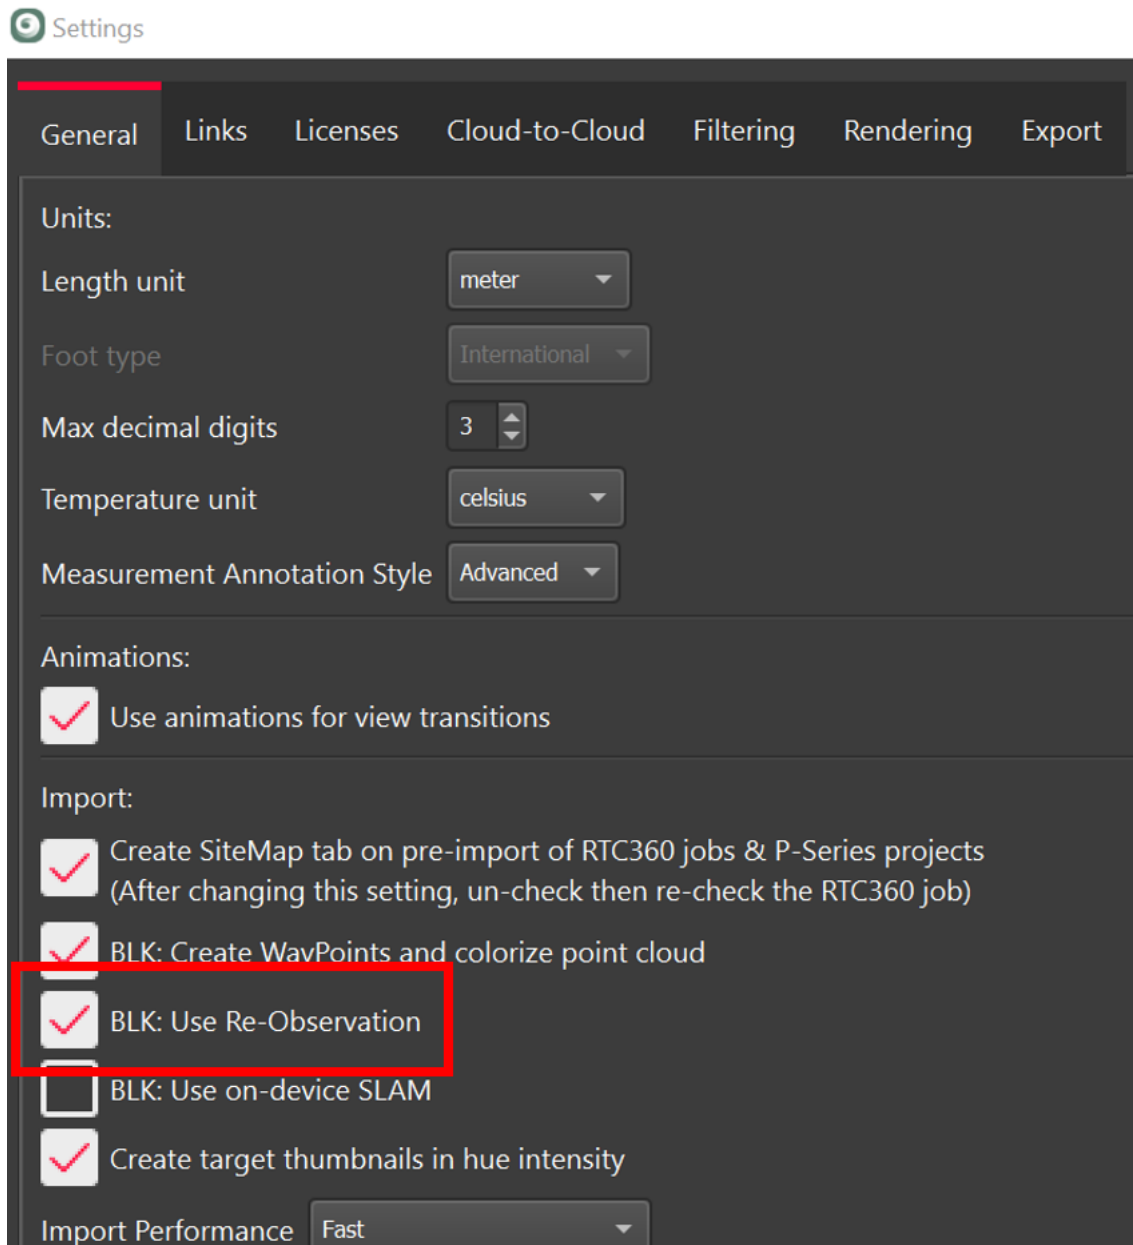 Settings
General Links Licenses Cloud-to-Cloud Filtering Rendering Export
Units:
Length unit meter
Foot type International
Max decimal digits 3
Temperature unit celsius
Measurement Annotation Style Advanced
Animations:
Use animations for view transitions
Import:
Create SiteMap tab on pre-import of RTC360 jobs & P-Series projects
(After changing this setting, un-check then re-check the RTC360 job)
BLK: Create WayPoints and colorize point cloud
BLK: Use Re-Observation
BLK: Use on-device SLAM
Create target thumbnails in hue intensity
Import Performance Fast